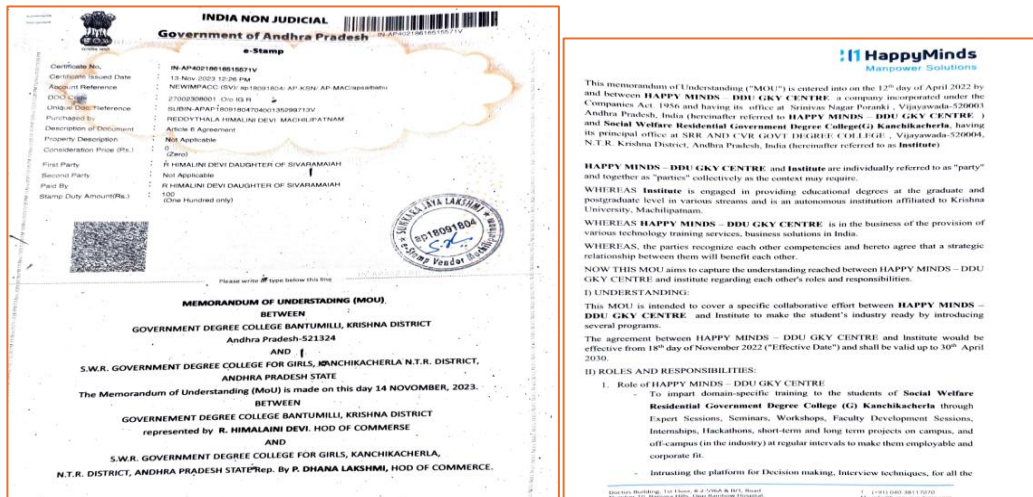 INDIA NON JUDICIAL
Government of Andhra Pradesh
IN-AP40218616515571V
e-Stamp
Certificate No. : IN-AP40218616515571V
Certificate Issued Date : 13-Nov-2023 12:26 PM
Account Reference : NEWIMPACC (SV)/ ap18091804/ AP-KSN/ AP-MAC/
DDO Code : 27002308001 O/o IG R
Unique Doc. Reference : SUBIN-APAP18091804704001352997​13V
Purchased by : REDDYTHALA HIMALINI DEVI MACHILIPATNAM
Description of Document : Article 6 Agreement
Property Description : Not Applicable
Consideration Price (Rs.) : 0
(Zero)
First Party : R HIMALINI DEVI DAUGHTER OF SIVARAMAIAH
Second Party : Not Applicable
Paid By : R HIMALINI DEVI DAUGHTER OF SIVARAMAIAH
Stamp Duty Amount(Rs.) : 100
(One Hundred only)
JAYA LAKSHMI
ap18091804
e-Stamp Vendor Machilipatnam
Please write or type below this line
MEMORANDUM OF UNDERSTADING (MOU)
BETWEEN
GOVERNMENT DEGREE COLLEGE BANTUMILLI, KRISHNA DISTRICT
Andhra Pradesh-521324
AND
S.W.R. GOVERNMENT DEGREE COLLEGE FOR GIRLS, KANCHIKACHERLA N.T.R. DISTRICT,
ANDHRA PRADESH STATE
The Memorandum of Understanding (MoU) is made on this day 14 NOVOMBER, 2023.
BETWEEN
GOVERNEMENT DEGREE COLLEGE BANTUMILLI, KRISHNA DISTRICT
represented by R. HIMALAINI DEVI. HOD OF COMMERSE
AND
S.W.R. GOVERNMENT DEGREE COLLEGE FOR GIRLS, KANCHIKACHERLA,
N.T.R. DISTRICT, ANDHRA PRADESH STATE Rep. By P. DHANA LAKSHMI, HOD OF COMMERCE.
HappyMinds
Manpower Solutions
This memorandum of Understanding ("MOU") is entered into on the 12th day of April 2022 by
and between HAPPY MINDS – DDU GKY CENTRE a company incorporated under the
Companies Act. 1956 and having its office at Srinivas Nagar Poranki , Vijayawada-520003
Andhra Pradesh, India (hereinafter referred to HAPPY MINDS – DDU GKY CENTRE )
and Social Welfare Residential Government Degree College(G) Kanchikacherla, having
its principal office at SRR AND CVR GOVT DEGREE COLLEGE , Vijayawada-520004,
N.T.R. Krishna District, Andhra Pradesh, India (hereinafter referred to as Institute)
HAPPY MINDS – DDU GKY CENTRE and Institute are individually referred to as "party"
and together as "parties" collectively as the context may require.
WHEREAS Institute is engaged in providing educational degrees at the graduate and
postgraduate level in various streams and is an autonomous institution affiliated to Krishna
University, Machilipatnam.
WHEREAS HAPPY MINDS – DDU GKY CENTRE is in the business of the provision of
various technology training services, business solutions in India.
WHEREAS, the parties recognize each other competencies and hereto agree that a strategic
relationship between them will benefit each other.
NOW THIS MOU aims to capture the understanding reached between HAPPY MINDS – DDU
GKY CENTRE and institute regarding each other's roles and responsibilities.
I) UNDERSTANDING:
This MOU is intended to cover a specific collaborative effort between HAPPY MINDS –
DDU GKY CENTRE and Institute to make the student's industry ready by introducing
several programs.
The agreement between HAPPY MINDS – DDU GKY CENTRE and Institute would be
effective from 18th day of November 2022 ("Effective Date") and shall be valid up to 30th April
2030.
II) ROLES AND RESPONSIBILITIES:
1. Role of HAPPY MINDS – DDU GKY CENTRE
- To impart domain-specific training to the students of Social Welfare
Residential Government Degree College (G) Kanchikacherla through
Expert Sessions, Seminars, Workshops, Faculty Development Sessions,
Internships, Hackathons, short-term and long term projects on campus, and
off-campus (in the industry) at regular intervals to make them employable and
corporate fit.
- Intrusting the platform for Decision making, Interview techniques, for all the